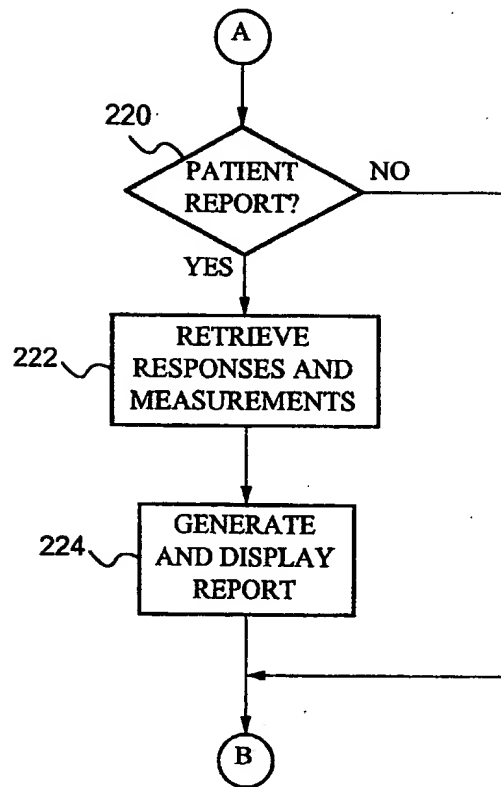 A
220
PATIENT
REPORT?
NO
YES
222
RETRIEVE
RESPONSES AND
MEASUREMENTS
224
GENERATE
AND DISPLAY
REPORT
B